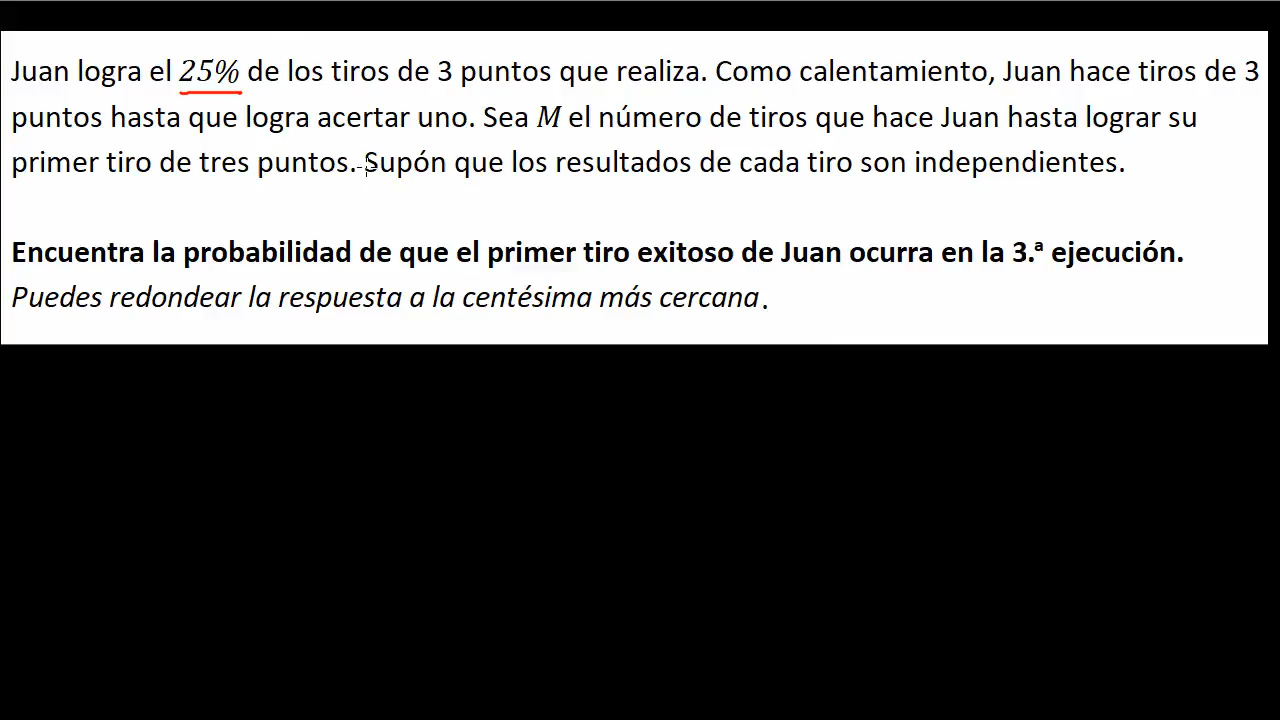 Juan logra el 25% de los tiros de 3 puntos que realiza. Como calentamiento, Juan hace tiros de 3
puntos hasta que logra acertar uno. Sea M el número de tiros que hace Juan hasta lograr su
primer tiro de tres puntos. Supón que los resultados de cada tiro son independientes.
Encuentra la probabilidad de que el primer tiro exitoso de Juan ocurra en la 3.ª ejecución.
Puedes redondear la respuesta a la centésima más cercana.